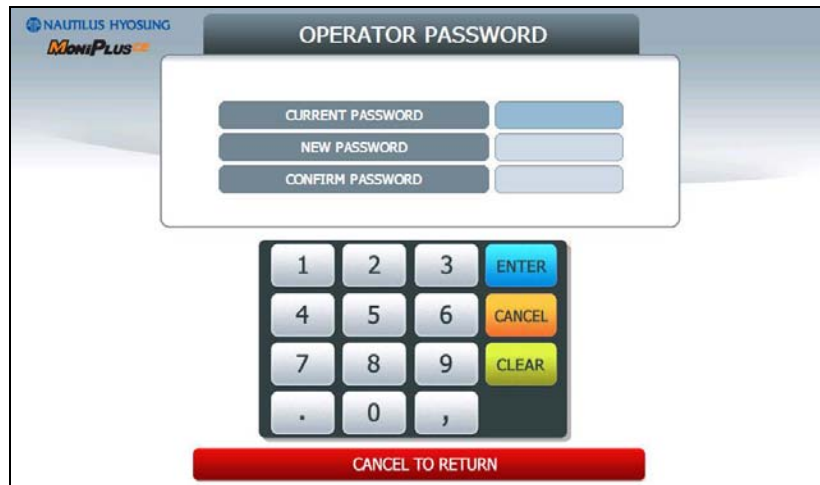 NAUTILUS HYOSUNG
MoniPlus CE
OPERATOR PASSWORD
CURRENT PASSWORD
NEW PASSWORD
CONFIRM PASSWORD
1 2 3 ENTER
4 5 6 CANCEL
7 8 9 CLEAR
. 0 ,
CANCEL TO RETURN